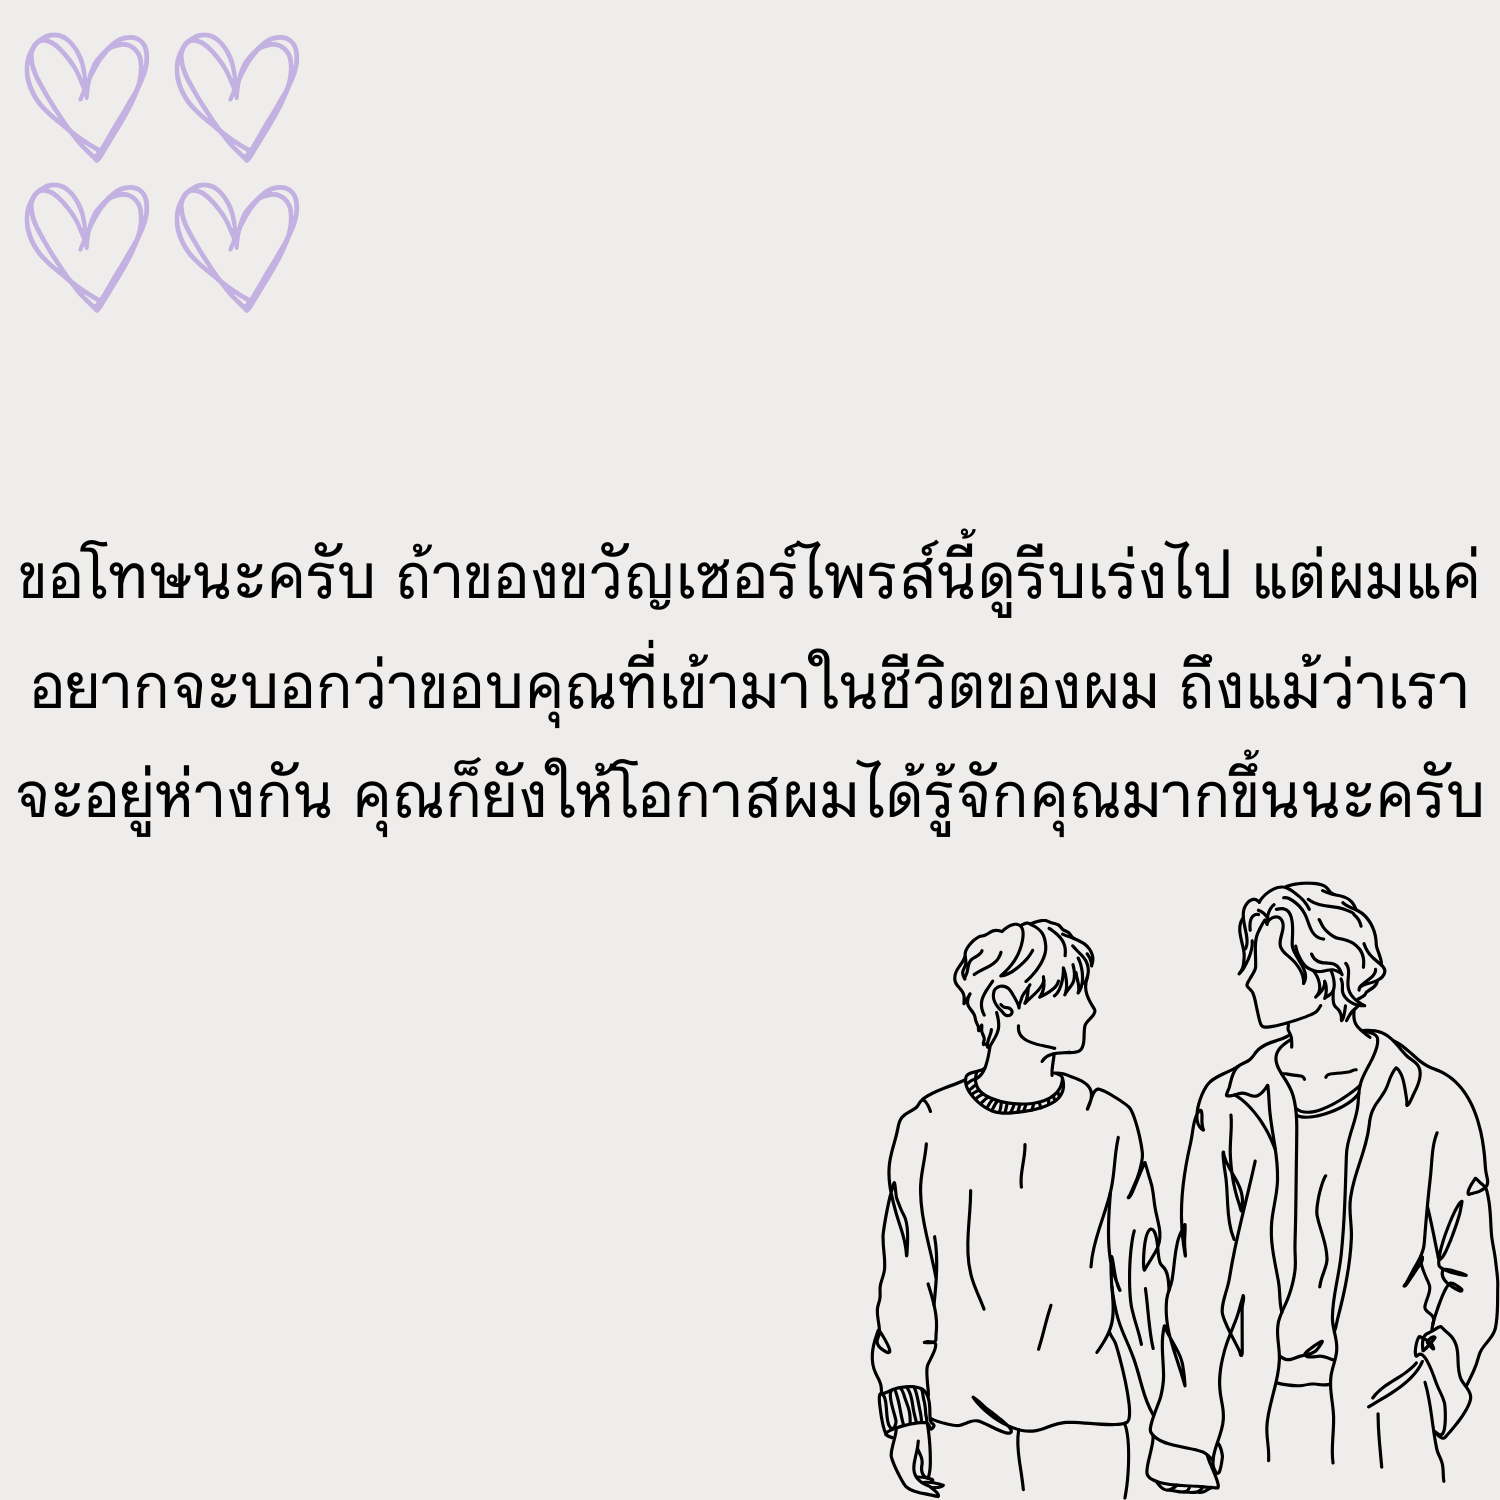 ขอโทษนะครับ ถ้าของขวัญเซอร์ไพรส์นี้ดูรีบเร่งไป แต่ผมแค่
อยากจะบอกว่าขอบคุณที่เข้ามาในชีวิตของผม ถึงแม้ว่าเรา
จะอยู่ห่างกัน คุณก็ยังให้โอกาสผมได้รู้จักคุณมากขึ้นนะครับ